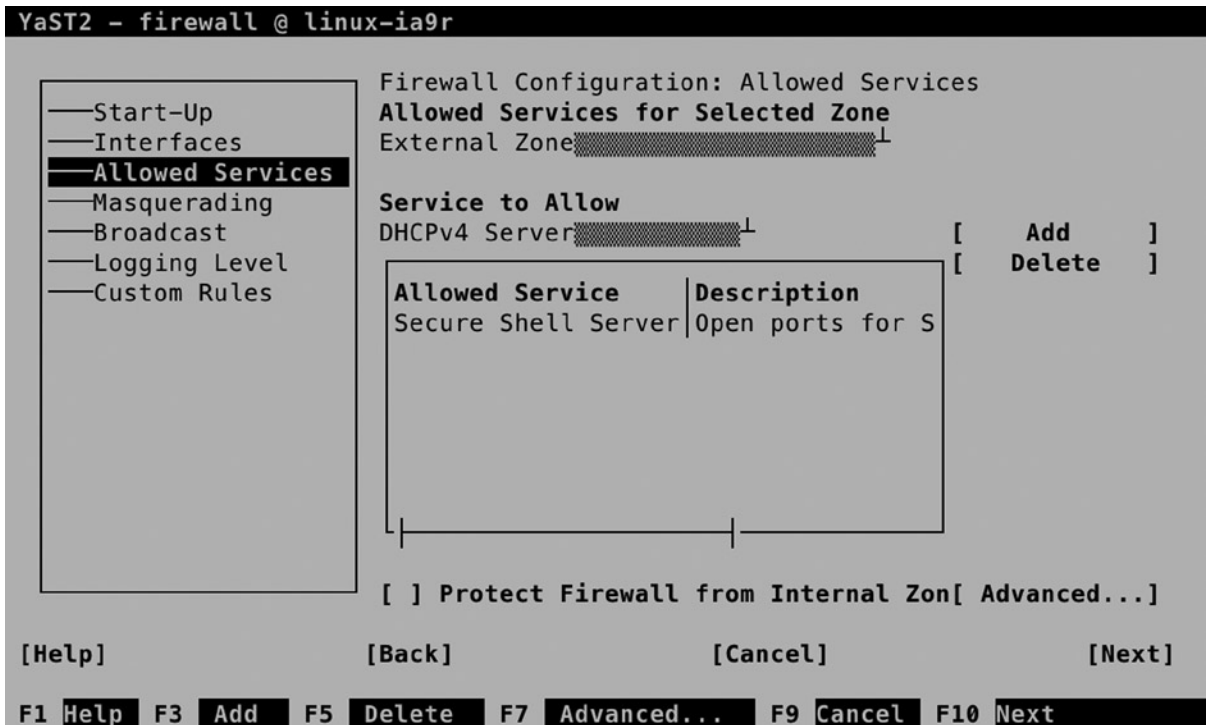 YaST2 - firewall @ linux-ia9r
Start-Up
Interfaces
Allowed Services
Masquerading
Broadcast
Logging Level
Custom Rules
Firewall Configuration: Allowed Services
Allowed Services for Selected Zone
External Zone
Service to Allow
DHCPv4 Server
[ Add ]
[ Delete ]
Allowed Service Description
Secure Shell Server Open ports for S
[ ] Protect Firewall from Internal Zon[ Advanced...]
[Help] [Back] [Cancel] [Next]
F1 Help F3 Add F5 Delete F7 Advanced... F9 Cancel F10 Next